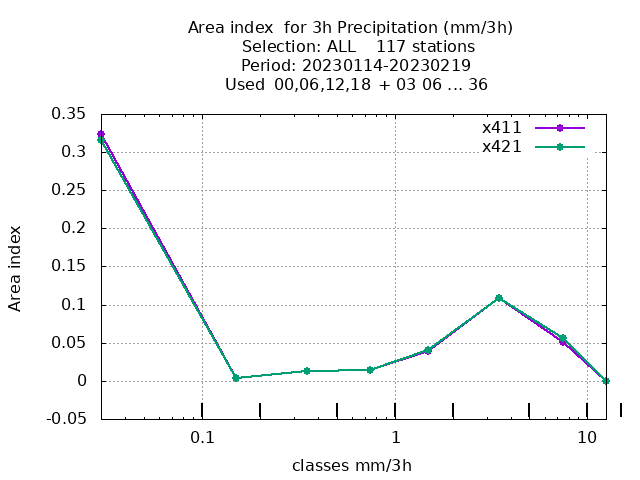 Area index  for 3h Precipitation (mm/3h)
Selection: ALL    117 stations
Period: 20230114-20230219
Used  00,06,12,18  + 03 06 ... 36
x411
x421
0.35
0.3
0.25
0.2
0.15
0.1
0.05
0
-0.05
Area index
0.1
1
10
classes mm/3h